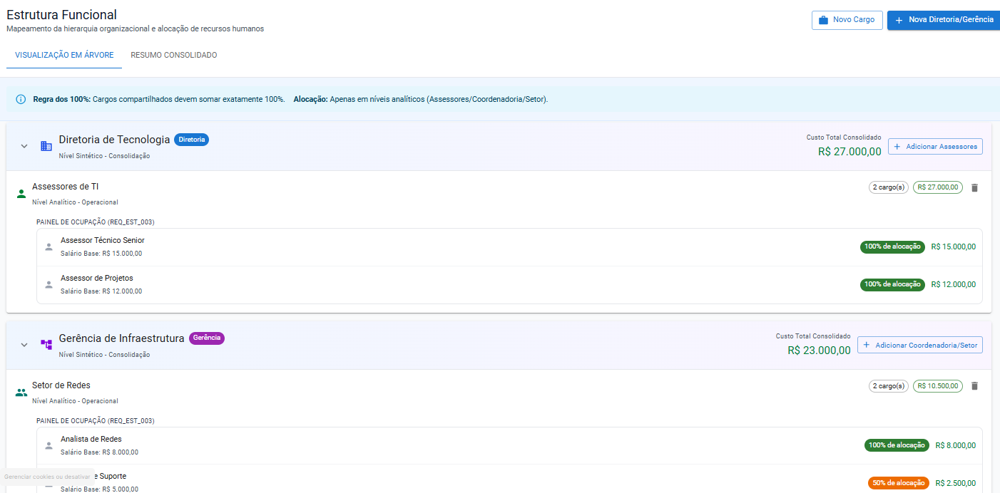 Estrutura Funcional
Mapeamento da hierarquia organizacional e alocação de recursos humanos
Novo Cargo
Nova Diretoria/Gerência
VISUALIZAÇÃO EM ÁRVORE
RESUMO CONSOLIDADO
Regra dos 100%: Cargos compartilhados devem somar exatamente 100%. Alocação: Apenas em níveis analíticos (Assessores/Coordenadoria/Setor).
Diretoria de Tecnologia Diretoria
Nível Sintético - Consolidação
Custo Total Consolidado
R$ 27.000,00
Adicionar Assessores
Assessores de TI
Nível Analítico - Operacional
2 cargo(s) R$ 27.000,00
PAINEL DE OCUPAÇÃO (REQ_EST_003)
Assessor Técnico Senior
Salário Base: R$ 15.000,00
100% de alocação R$ 15.000,00
Assessor de Projetos
Salário Base: R$ 12.000,00
100% de alocação R$ 12.000,00
Gerência de Infraestrutura Gerência
Nível Sintético - Consolidação
Custo Total Consolidado
R$ 23.000,00
Adicionar Coordenadoria/Setor
Setor de Redes
Nível Analítico - Operacional
2 cargo(s) R$ 10.500,00
PAINEL DE OCUPAÇÃO (REQ_EST_003)
Analista de Redes
Salário Base: R$ 8.000,00
100% de alocação R$ 8.000,00
Gerenciar cookies ou desativar
e Suporte
Salário Base: R$ 5.000,00
50% de alocação R$ 2.500,00